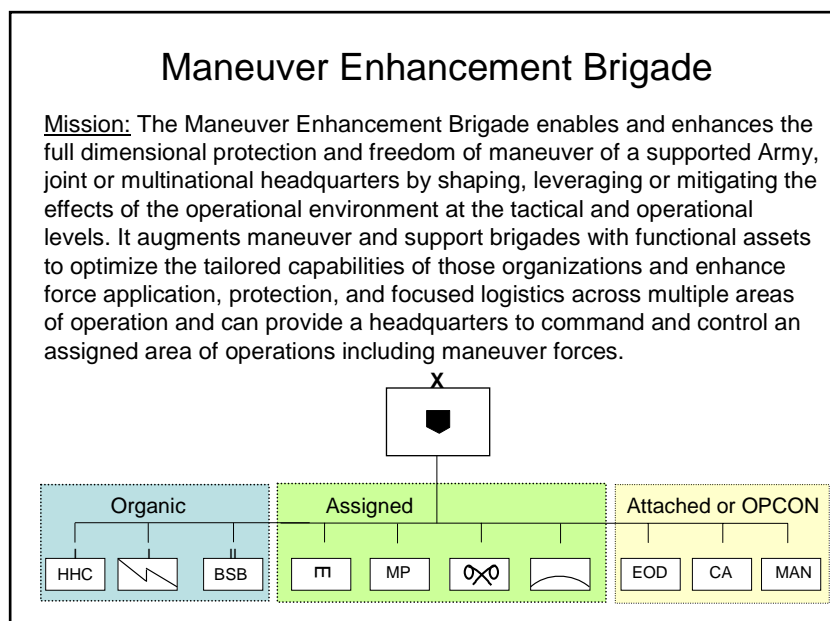 Maneuver Enhancement Brigade
Mission: The Maneuver Enhancement Brigade enables and enhances the
full dimensional protection and freedom of maneuver of a supported Army,
joint or multinational headquarters by shaping, leveraging or mitigating the
effects of the operational environment at the tactical and operational
levels. It augments maneuver and support brigades with functional assets
to optimize the tailored capabilities of those organizations and enhance
force application, protection, and focused logistics across multiple areas
of operation and can provide a headquarters to command and control an
assigned area of operations including maneuver forces.
X
Organic Assigned Attached or OPCON
I I II
HHC BSB MP EOD CA MAN